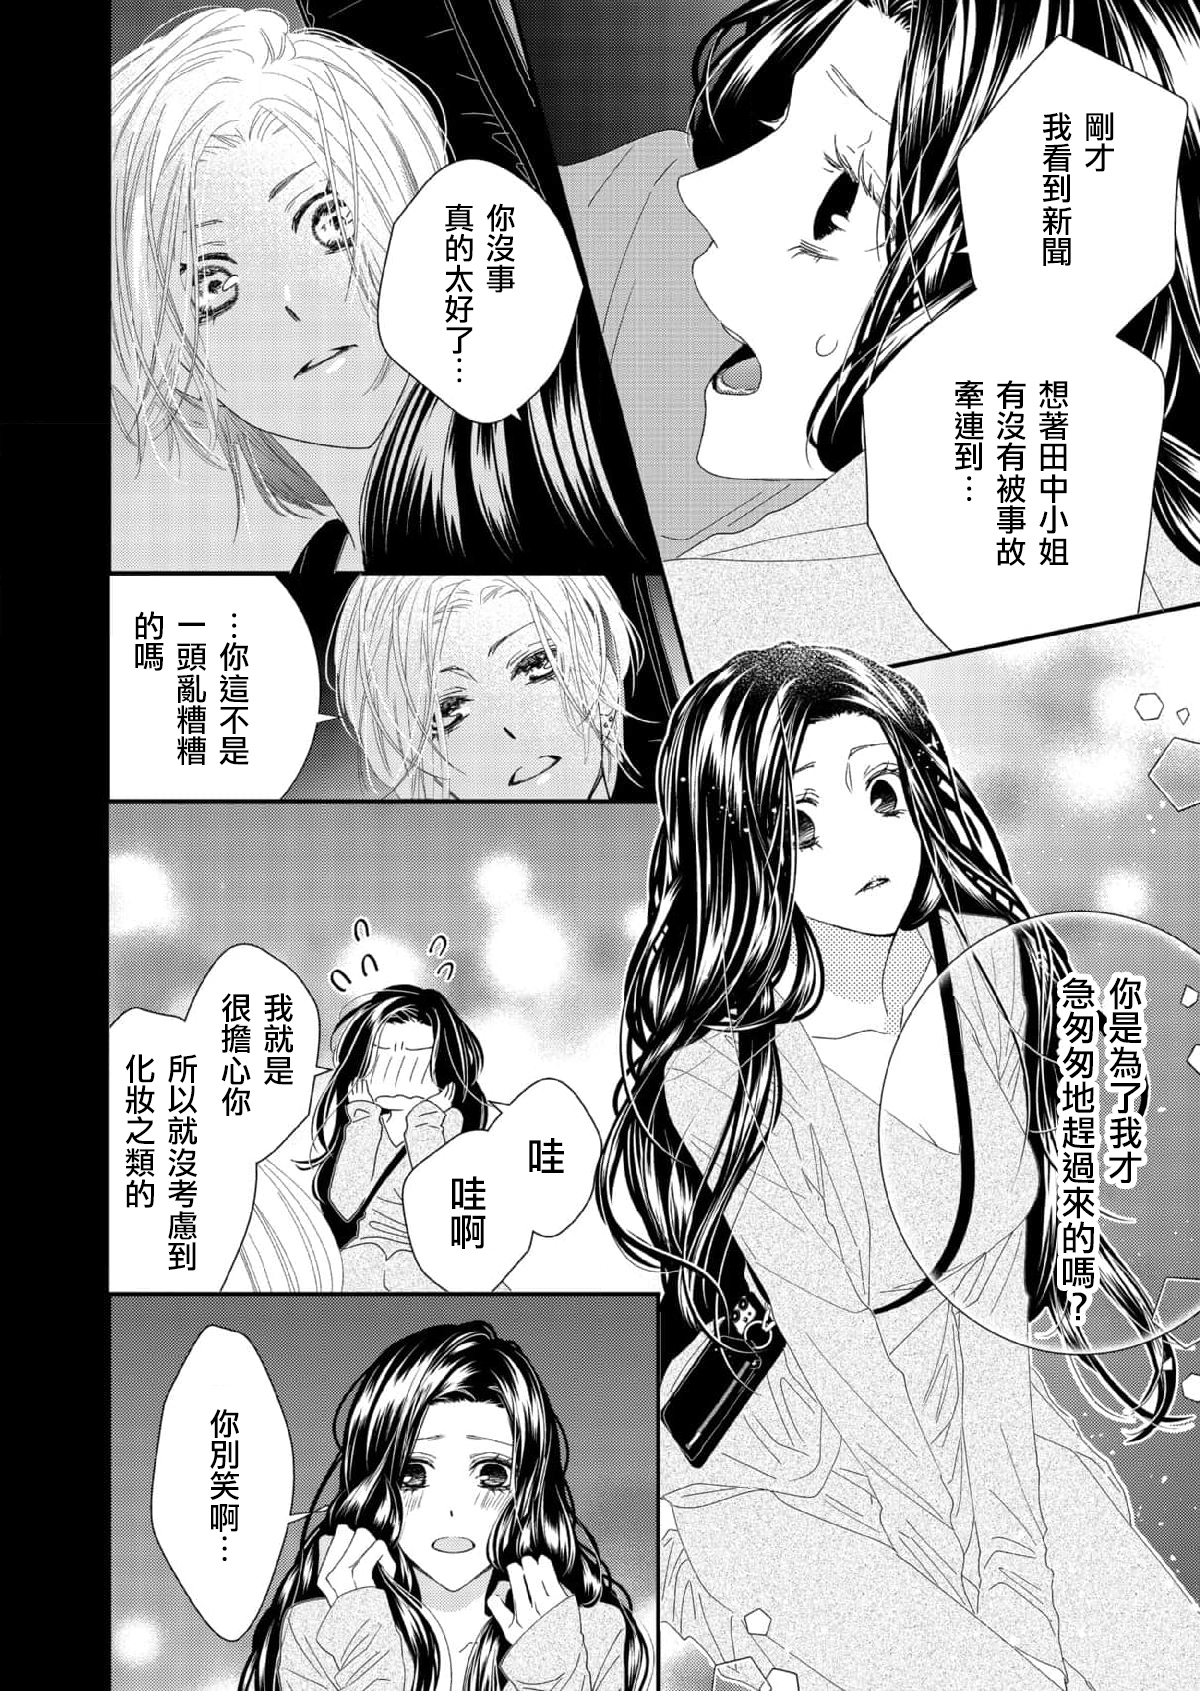 剛才
我看到新聞
想著田中小姐
有沒有被事故
牽連到…
你沒事
真的太好了…
…你這不是
一頭亂糟糟
的嗎
你是為了我才
急匆匆地趕過來的嗎?
哇
哇啊
我就是
很擔心你
所以就沒考慮到
化妝之類的
你別笑啊…